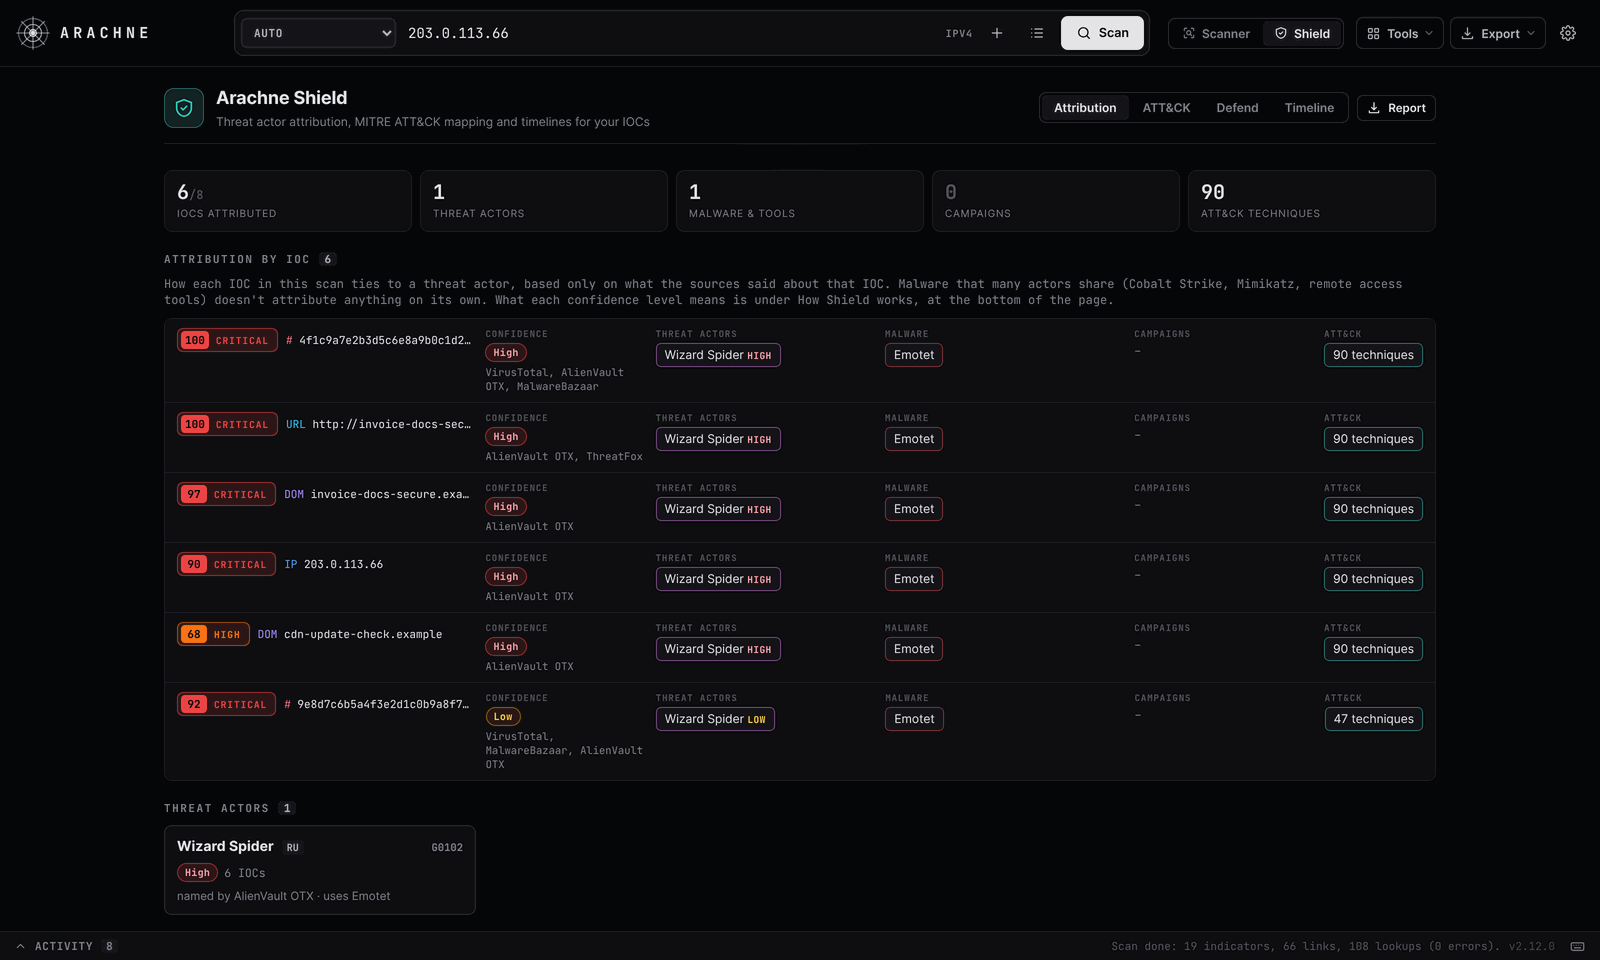 ARACHNE
AUTO
203.0.113.66
IPV4
Scan
Scanner
Shield
Tools
Export
Arachne Shield
Threat actor attribution, MITRE ATT&CK mapping and timelines for your IOCs
Attribution
ATT&CK
Defend
Timeline
Report
6/8
IOCS ATTRIBUTED
1
THREAT ACTORS
1
MALWARE & TOOLS
0
CAMPAIGNS
90
ATT&CK TECHNIQUES
ATTRIBUTION BY IOC 6
How each IOC in this scan ties to a threat actor, based only on what the sources said about that IOC. Malware that many actors share (Cobalt Strike, Mimikatz, remote access
tools) doesn't attribute anything on its own. What each confidence level means is under How Shield works, at the bottom of the page.
100 CRITICAL # 4f1c9a7e2b3d5c6e8a9b0c1d2…
CONFIDENCE
High
VirusTotal, AlienVault
OTX, MalwareBazaar
THREAT ACTORS
Wizard Spider HIGH
MALWARE
Emotet
CAMPAIGNS
–
ATT&CK
90 techniques
100 CRITICAL URL http://invoice-docs-sec…
CONFIDENCE
High
AlienVault OTX, ThreatFox
THREAT ACTORS
Wizard Spider HIGH
MALWARE
Emotet
CAMPAIGNS
–
ATT&CK
90 techniques
97 CRITICAL DOM invoice-docs-secure.exa…
CONFIDENCE
High
AlienVault OTX
THREAT ACTORS
Wizard Spider HIGH
MALWARE
Emotet
CAMPAIGNS
–
ATT&CK
90 techniques
90 CRITICAL IP 203.0.113.66
CONFIDENCE
High
AlienVault OTX
THREAT ACTORS
Wizard Spider HIGH
MALWARE
Emotet
CAMPAIGNS
–
ATT&CK
90 techniques
68 HIGH DOM cdn-update-check.example
CONFIDENCE
High
AlienVault OTX
THREAT ACTORS
Wizard Spider HIGH
MALWARE
Emotet
CAMPAIGNS
–
ATT&CK
90 techniques
92 CRITICAL # 9e8d7c6b5a4f3e2d1c0b9a8f7…
CONFIDENCE
Low
VirusTotal,
MalwareBazaar, AlienVault
OTX
THREAT ACTORS
Wizard Spider LOW
MALWARE
Emotet
CAMPAIGNS
–
ATT&CK
47 techniques
THREAT ACTORS 1
Wizard Spider RU G0102
High 6 IOCs
named by AlienVault OTX · uses Emotet
ACTIVITY 8
Scan done: 19 indicators, 66 links, 108 lookups (0 errors). v2.12.0